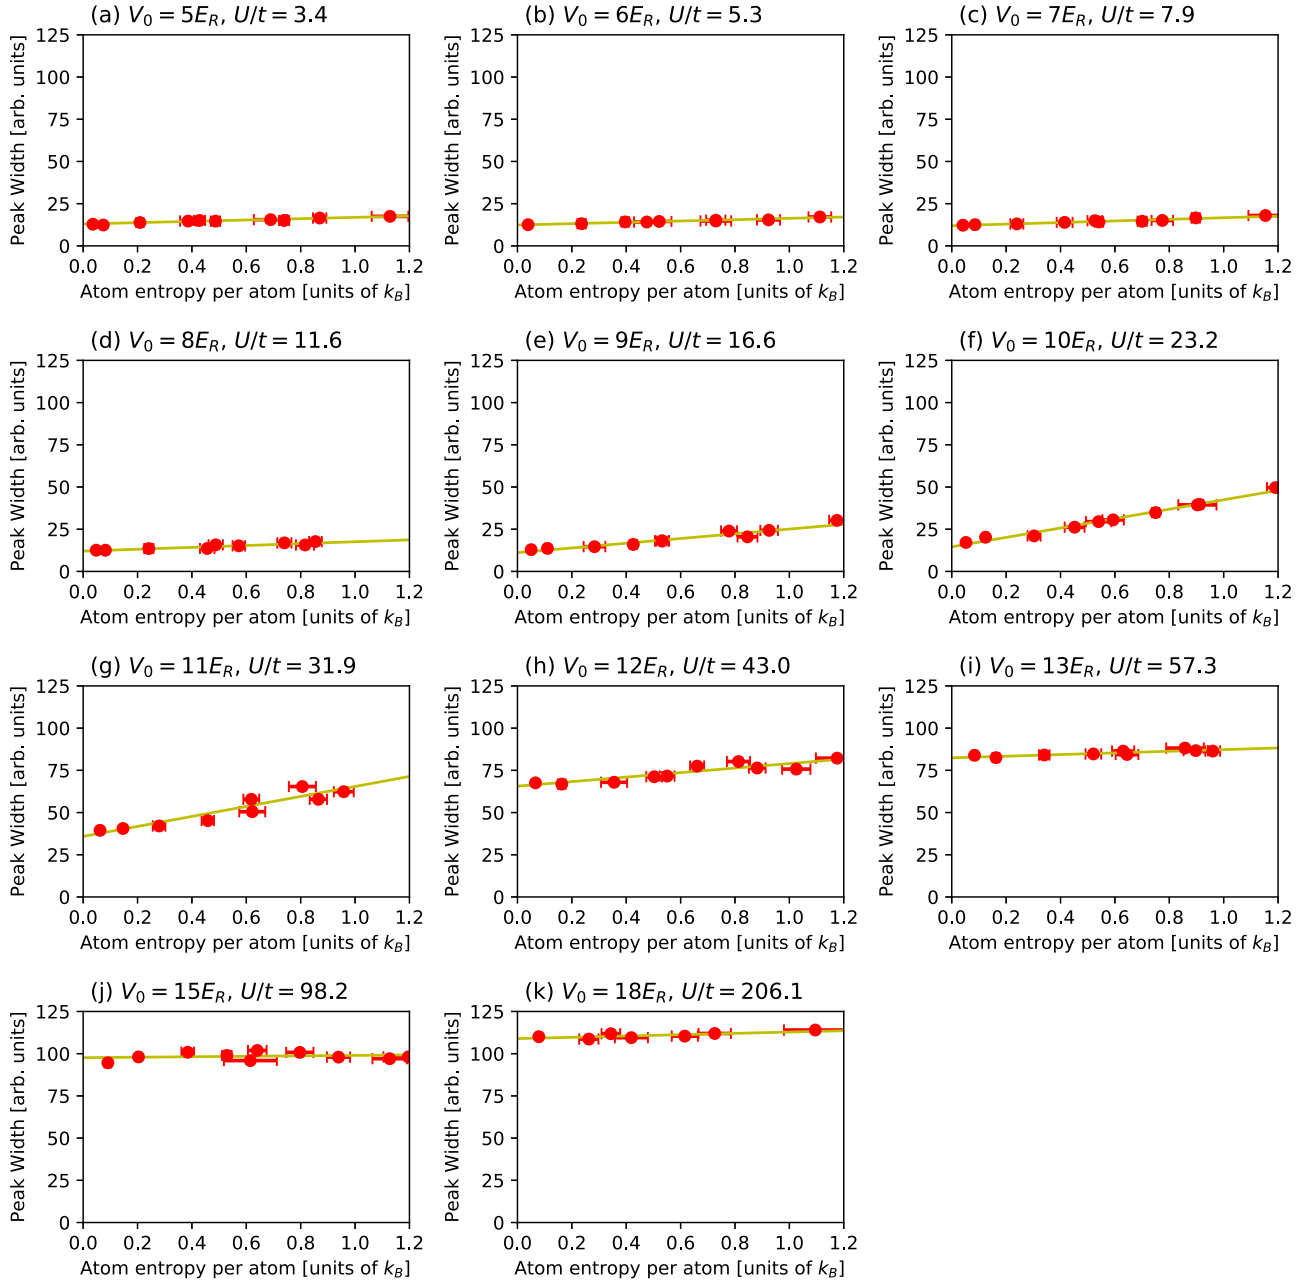 (a) V₀ = 5E_R, U/t = 3.4
Peak Width [arb. units]
125
100
75
50
25
0
0.0 0.2 0.4 0.6 0.8 1.0 1.2
Atom entropy per atom [units of k_B]
(b) V₀ = 6E_R, U/t = 5.3
Peak Width [arb. units]
125
100
75
50
25
0
0.0 0.2 0.4 0.6 0.8 1.0 1.2
Atom entropy per atom [units of k_B]
(c) V₀ = 7E_R, U/t = 7.9
Peak Width [arb. units]
125
100
75
50
25
0
0.0 0.2 0.4 0.6 0.8 1.0 1.2
Atom entropy per atom [units of k_B]
(d) V₀ = 8E_R, U/t = 11.6
Peak Width [arb. units]
125
100
75
50
25
0
0.0 0.2 0.4 0.6 0.8 1.0 1.2
Atom entropy per atom [units of k_B]
(e) V₀ = 9E_R, U/t = 16.6
Peak Width [arb. units]
125
100
75
50
25
0
0.0 0.2 0.4 0.6 0.8 1.0 1.2
Atom entropy per atom [units of k_B]
(f) V₀ = 10E_R, U/t = 23.2
Peak Width [arb. units]
125
100
75
50
25
0
0.0 0.2 0.4 0.6 0.8 1.0 1.2
Atom entropy per atom [units of k_B]
(g) V₀ = 11E_R, U/t = 31.9
Peak Width [arb. units]
125
100
75
50
25
0
0.0 0.2 0.4 0.6 0.8 1.0 1.2
Atom entropy per atom [units of k_B]
(h) V₀ = 12E_R, U/t = 43.0
Peak Width [arb. units]
125
100
75
50
25
0
0.0 0.2 0.4 0.6 0.8 1.0 1.2
Atom entropy per atom [units of k_B]
(i) V₀ = 13E_R, U/t = 57.3
Peak Width [arb. units]
125
100
75
50
25
0
0.0 0.2 0.4 0.6 0.8 1.0 1.2
Atom entropy per atom [units of k_B]
(j) V₀ = 15E_R, U/t = 98.2
Peak Width [arb. units]
125
100
75
50
25
0
0.0 0.2 0.4 0.6 0.8 1.0 1.2
Atom entropy per atom [units of k_B]
(k) V₀ = 18E_R, U/t = 206.1
Peak Width [arb. units]
125
100
75
50
25
0
0.0 0.2 0.4 0.6 0.8 1.0 1.2
Atom entropy per atom [units of k_B]